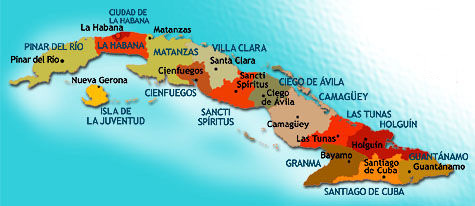 CIUDAD DE
LA HABANA
La Habana
Matanzas
PINAR DEL RÍO
LA HABANA
MATANZAS
VILLA CLARA
Pinar del Río
Santa Clara
Cienfuegos
Nueva Gerona
Sancti
Spíritus
CIEGO DE ÁVILA
CIENFUEGOS
Ciego
de Ávila
CAMAGÜEY
ISLA DE
LA JUVENTUD
SANCTI
SPÍRITUS
LAS TUNAS
Camagüey
HOLGUÍN
Las Tunas
Holguín
GRANMA
Bayamo
GUANTÁNAMO
Santiago
de Cuba
Guantánamo
SANTIAGO DE CUBA